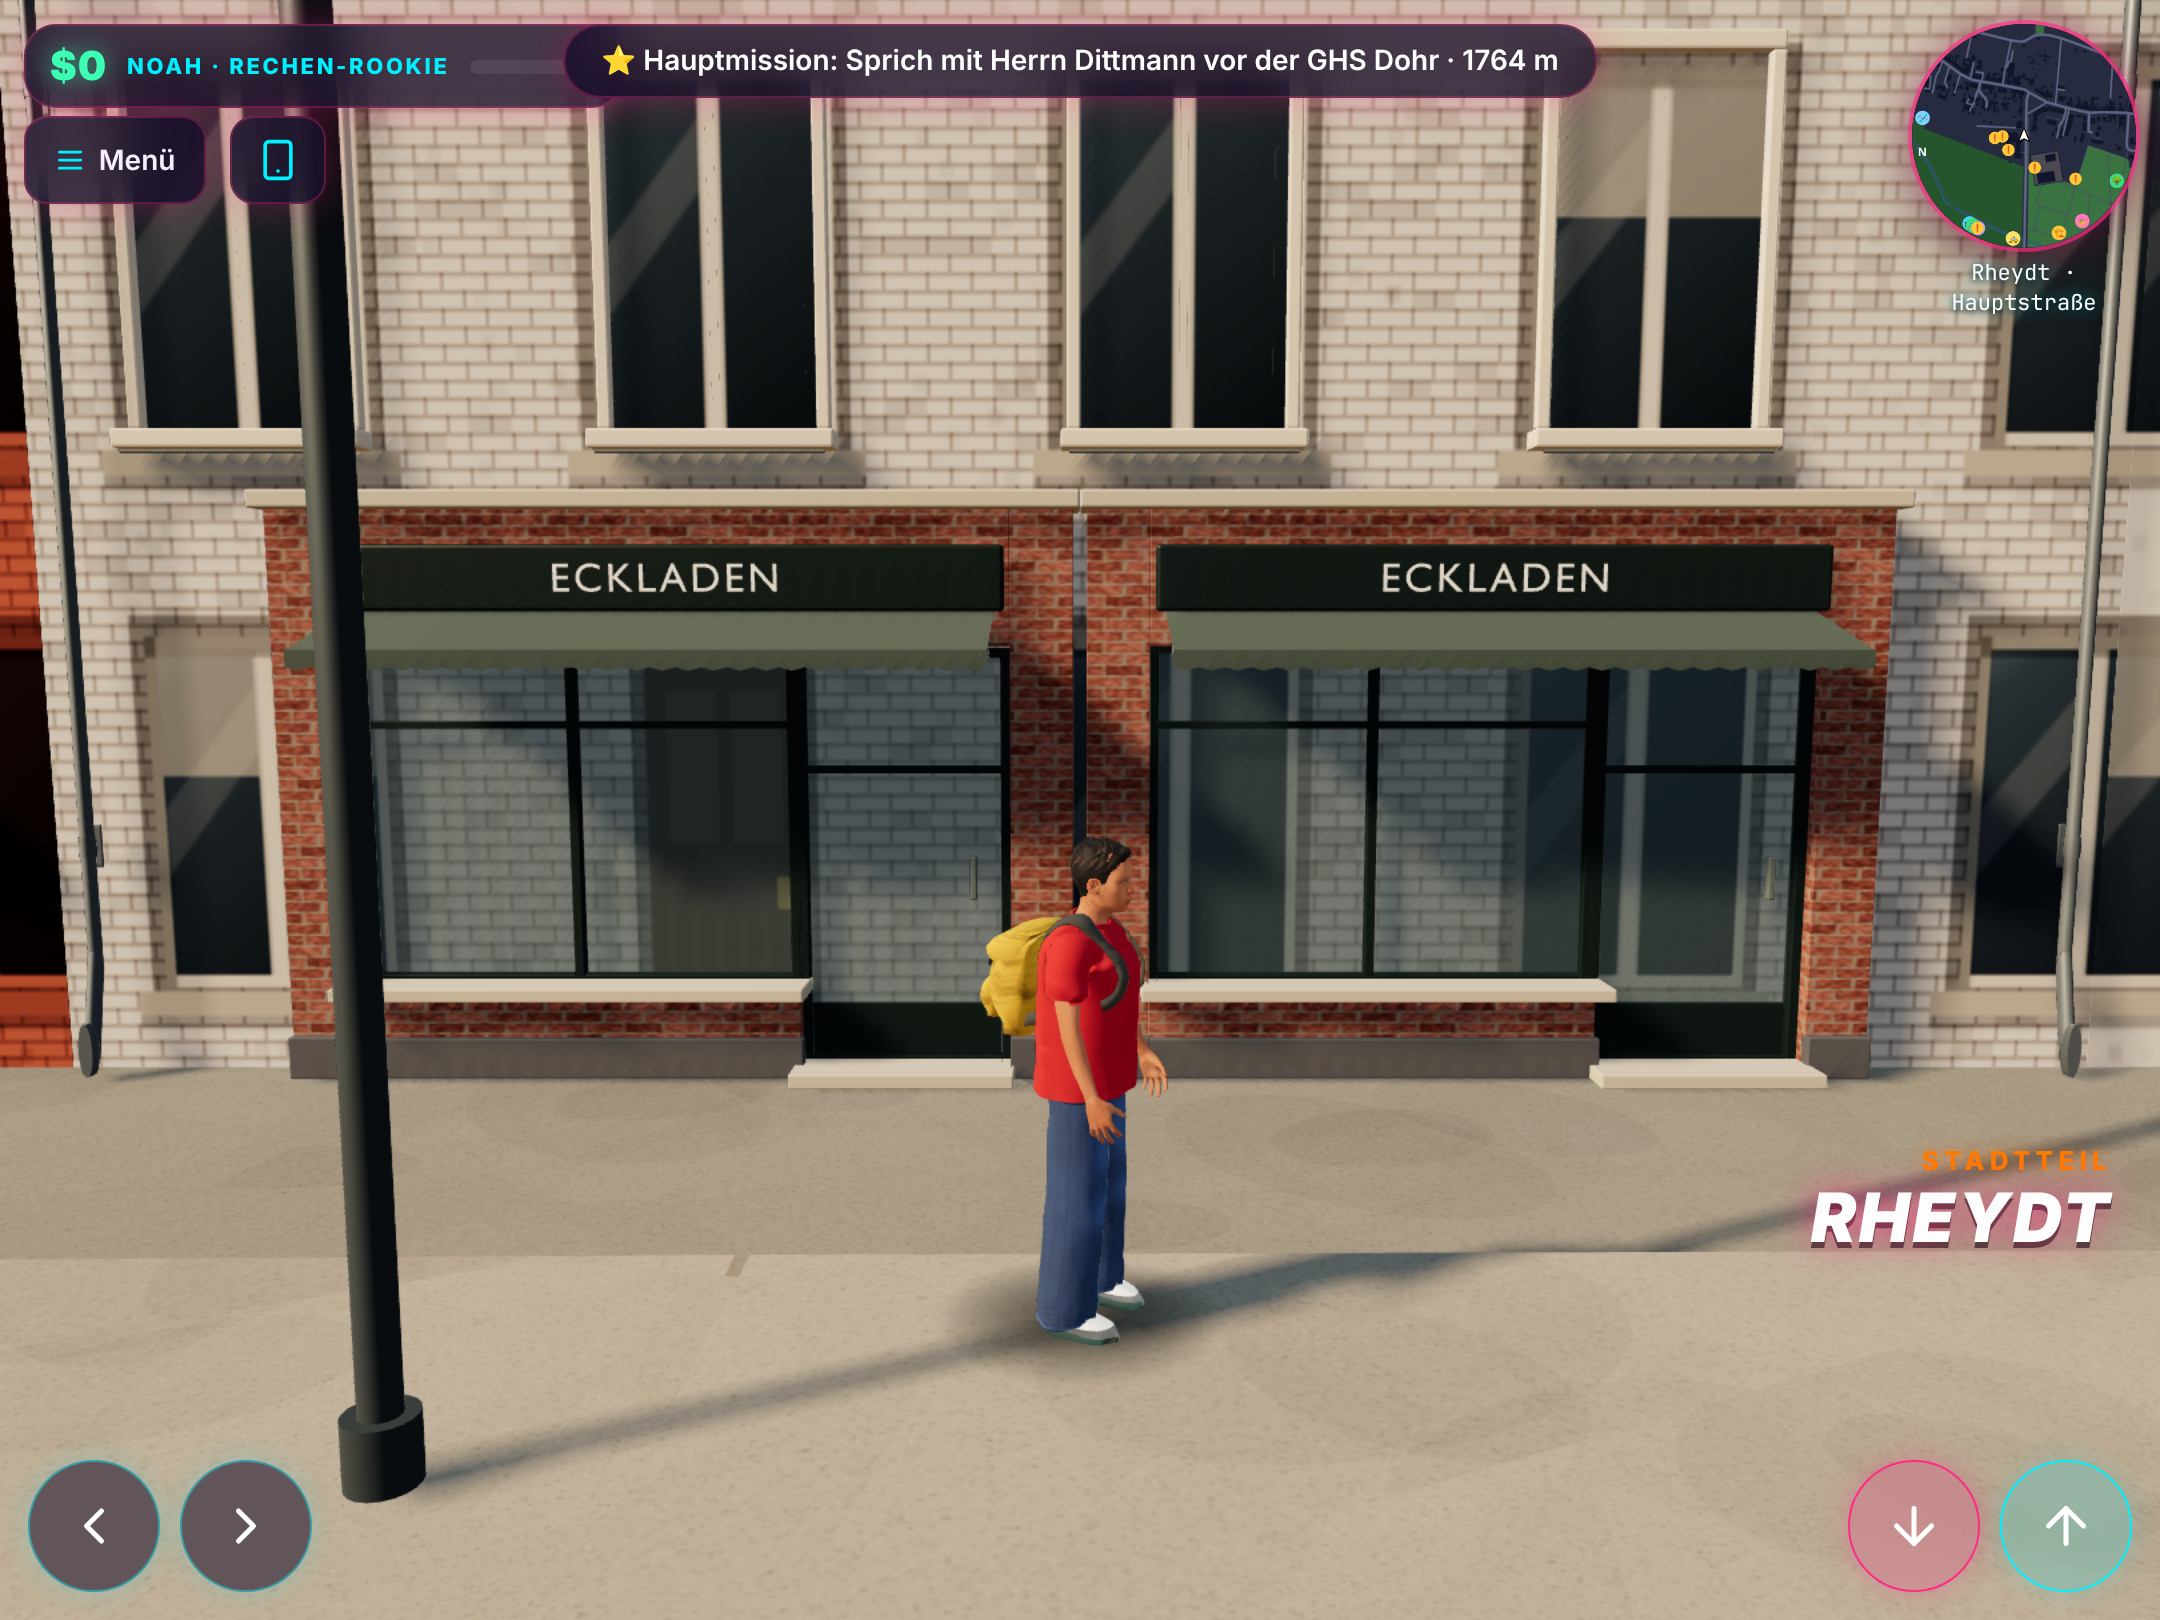 $0 NOAH · RECHEN-ROOKIE
⭐ Hauptmission: Sprich mit Herrn Dittmann vor der GHS Dohr · 1764 m
Menü
N
Rheydt ·
Hauptstraße
ECKLADEN
ECKLADEN
STADTTEIL
RHEYDT